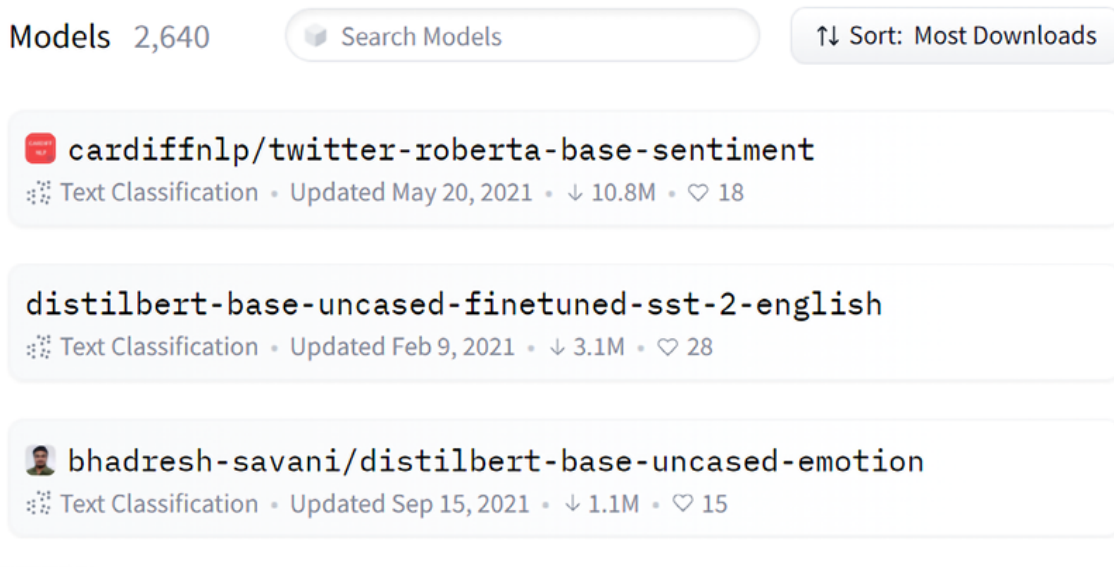 Models 2,640 Search Models ↑↓ Sort: Most Downloads
CARDIFF
NLP
cardiffnlp/twitter-roberta-base-sentiment
Text Classification • Updated May 20, 2021 • ↓ 10.8M • ♡ 18
distilbert-base-uncased-finetuned-sst-2-english
Text Classification • Updated Feb 9, 2021 • ↓ 3.1M • ♡ 28
bhadresh-savani/distilbert-base-uncased-emotion
Text Classification • Updated Sep 15, 2021 • ↓ 1.1M • ♡ 15